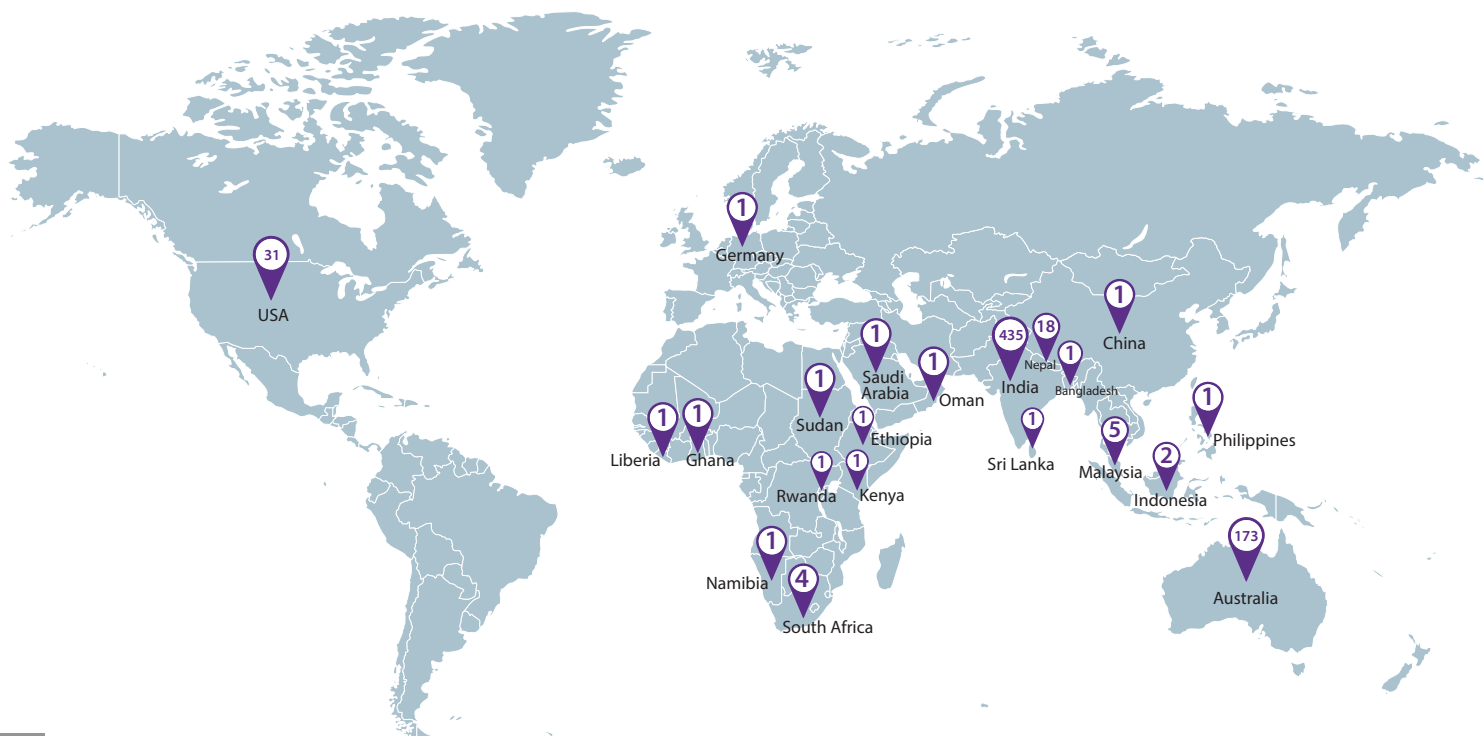 1
Germany
31
USA
1
China
1
Saudi
Arabia
1
Oman
435
India
18
Nepal
1
Bangladesh
1
Sudan
1
Ethiopia
1
Liberia
1
Ghana
1
Rwanda
1
Kenya
1
Sri Lanka
5
Malaysia
2
Indonesia
1
Philippines
1
Namibia
4
South Africa
173
Australia